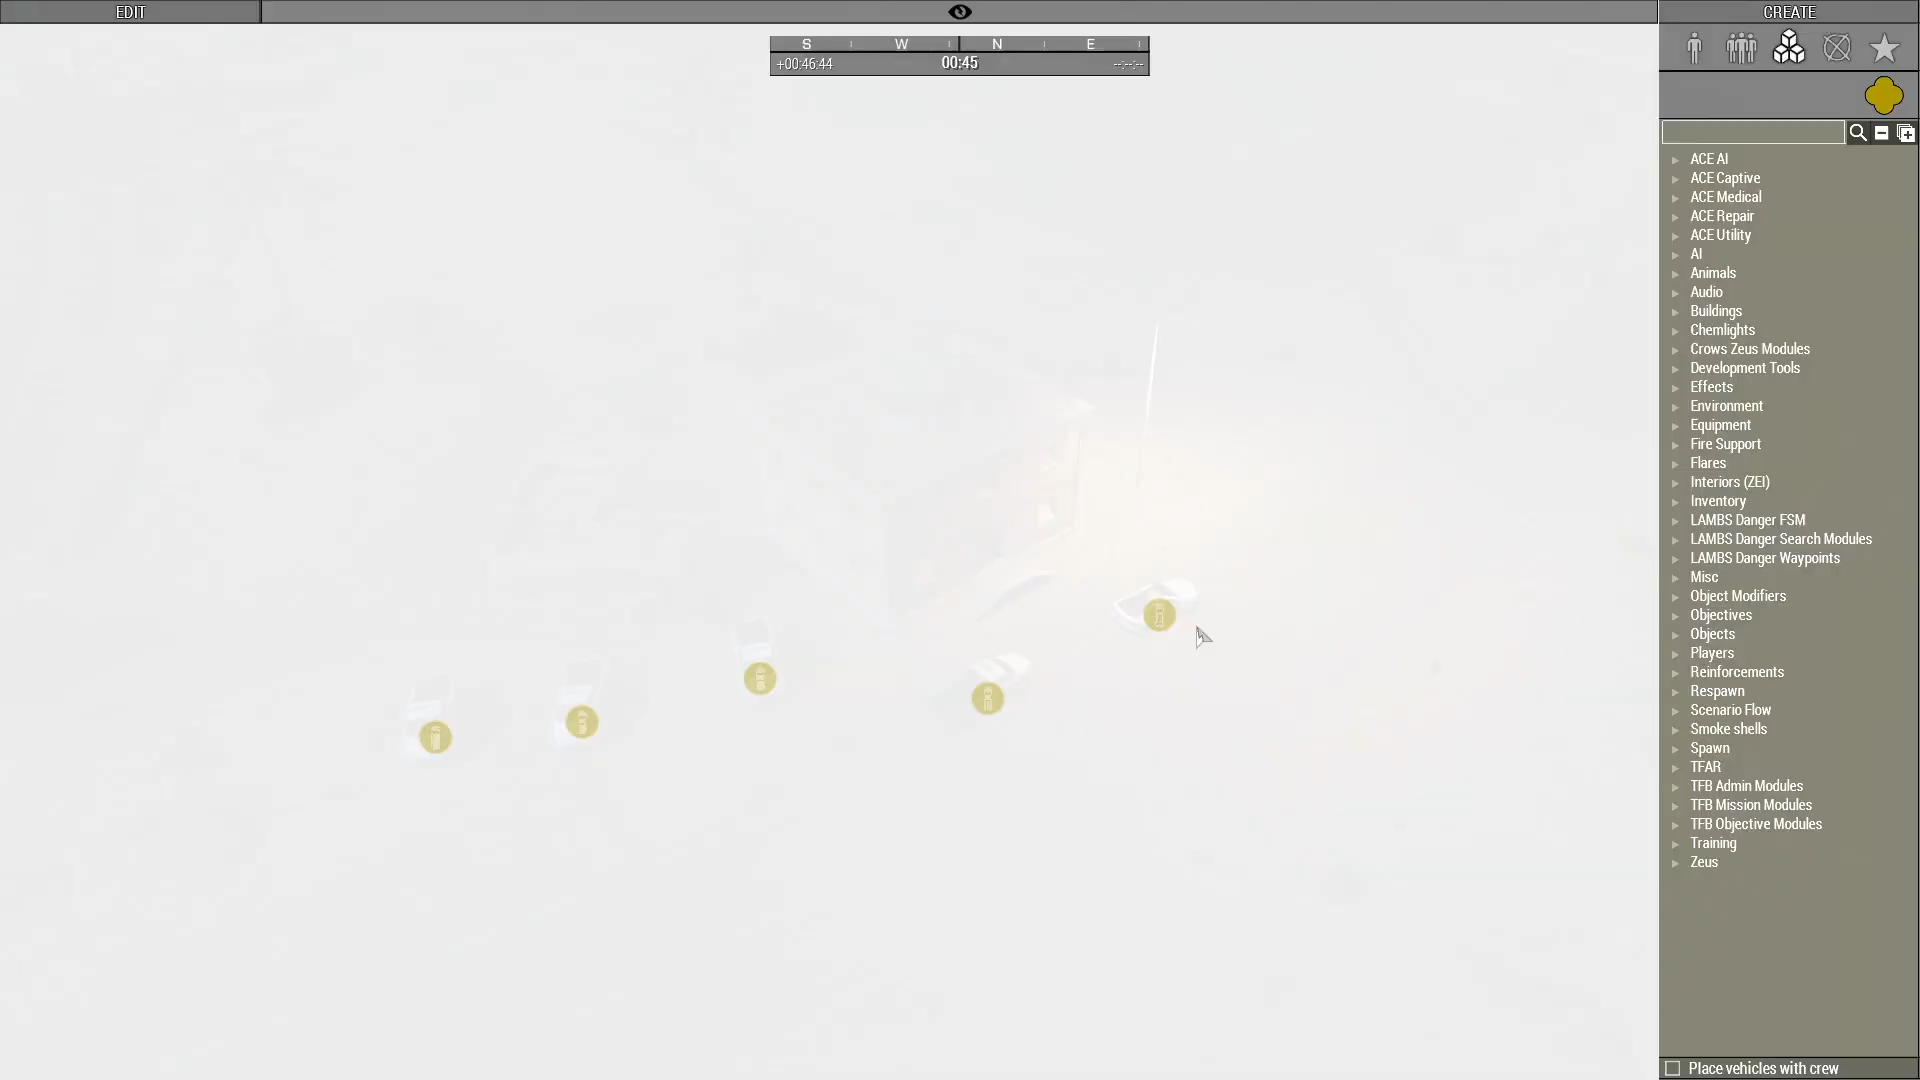 EDIT
CREATE
S W N E
+00:46:44 00:45 --:--:--
ACE AI
ACE Captive
ACE Medical
ACE Repair
ACE Utility
AI
Animals
Audio
Buildings
Chemlights
Crows Zeus Modules
Development Tools
Effects
Environment
Equipment
Fire Support
Flares
Interiors (ZEI)
Inventory
LAMBS Danger FSM
LAMBS Danger Search Modules
LAMBS Danger Waypoints
Misc
Object Modifiers
Objectives
Objects
Players
Reinforcements
Respawn
Scenario Flow
Smoke shells
Spawn
TFAR
TFB Admin Modules
TFB Mission Modules
TFB Objective Modules
Training
Zeus
Place vehicles with crew